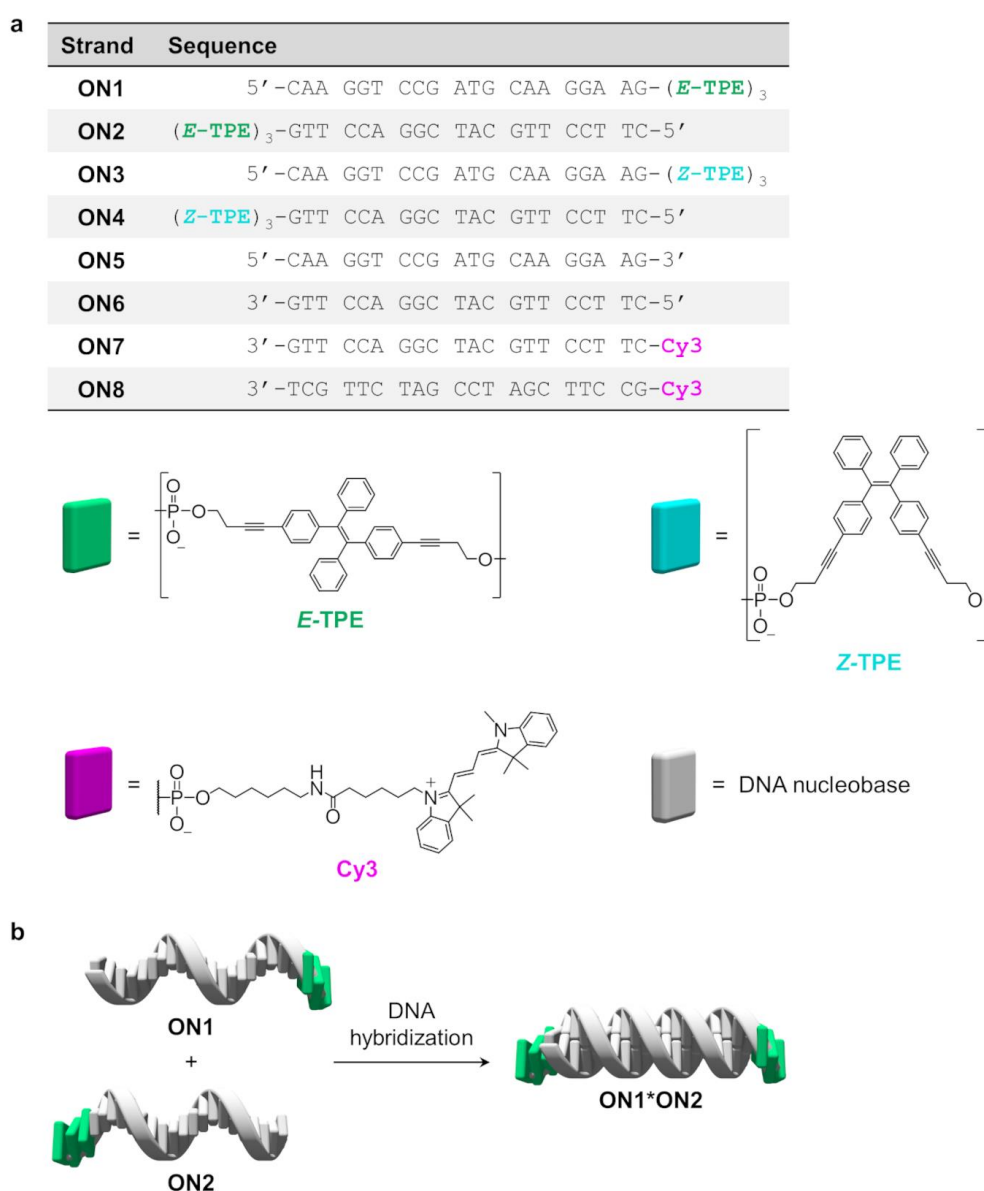 a
Strand Sequence
ON1 5′-CAA GGT CCG ATG CAA GGA AG-(E-TPE)3
ON2 (E-TPE)3-GTT CCA GGC TAC GTT CCT TC-5′
ON3 5′-CAA GGT CCG ATG CAA GGA AG-(Z-TPE)3
ON4 (Z-TPE)3-GTT CCA GGC TAC GTT CCT TC-5′
ON5 5′-CAA GGT CCG ATG CAA GGA AG-3′
ON6 3′-GTT CCA GGC TAC GTT CCT TC-5′
ON7 3′-GTT CCA GGC TAC GTT CCT TC-Cy3
ON8 3′-TCG TTC TAG CCT AGC TTC CG-Cy3
= O P O O− O
E-TPE
= O P O O− O
Z-TPE
= O P O O− H N O N + N
Cy3
= DNA nucleobase
b
ON1
+
ON2
DNA
hybridization
ON1*ON2